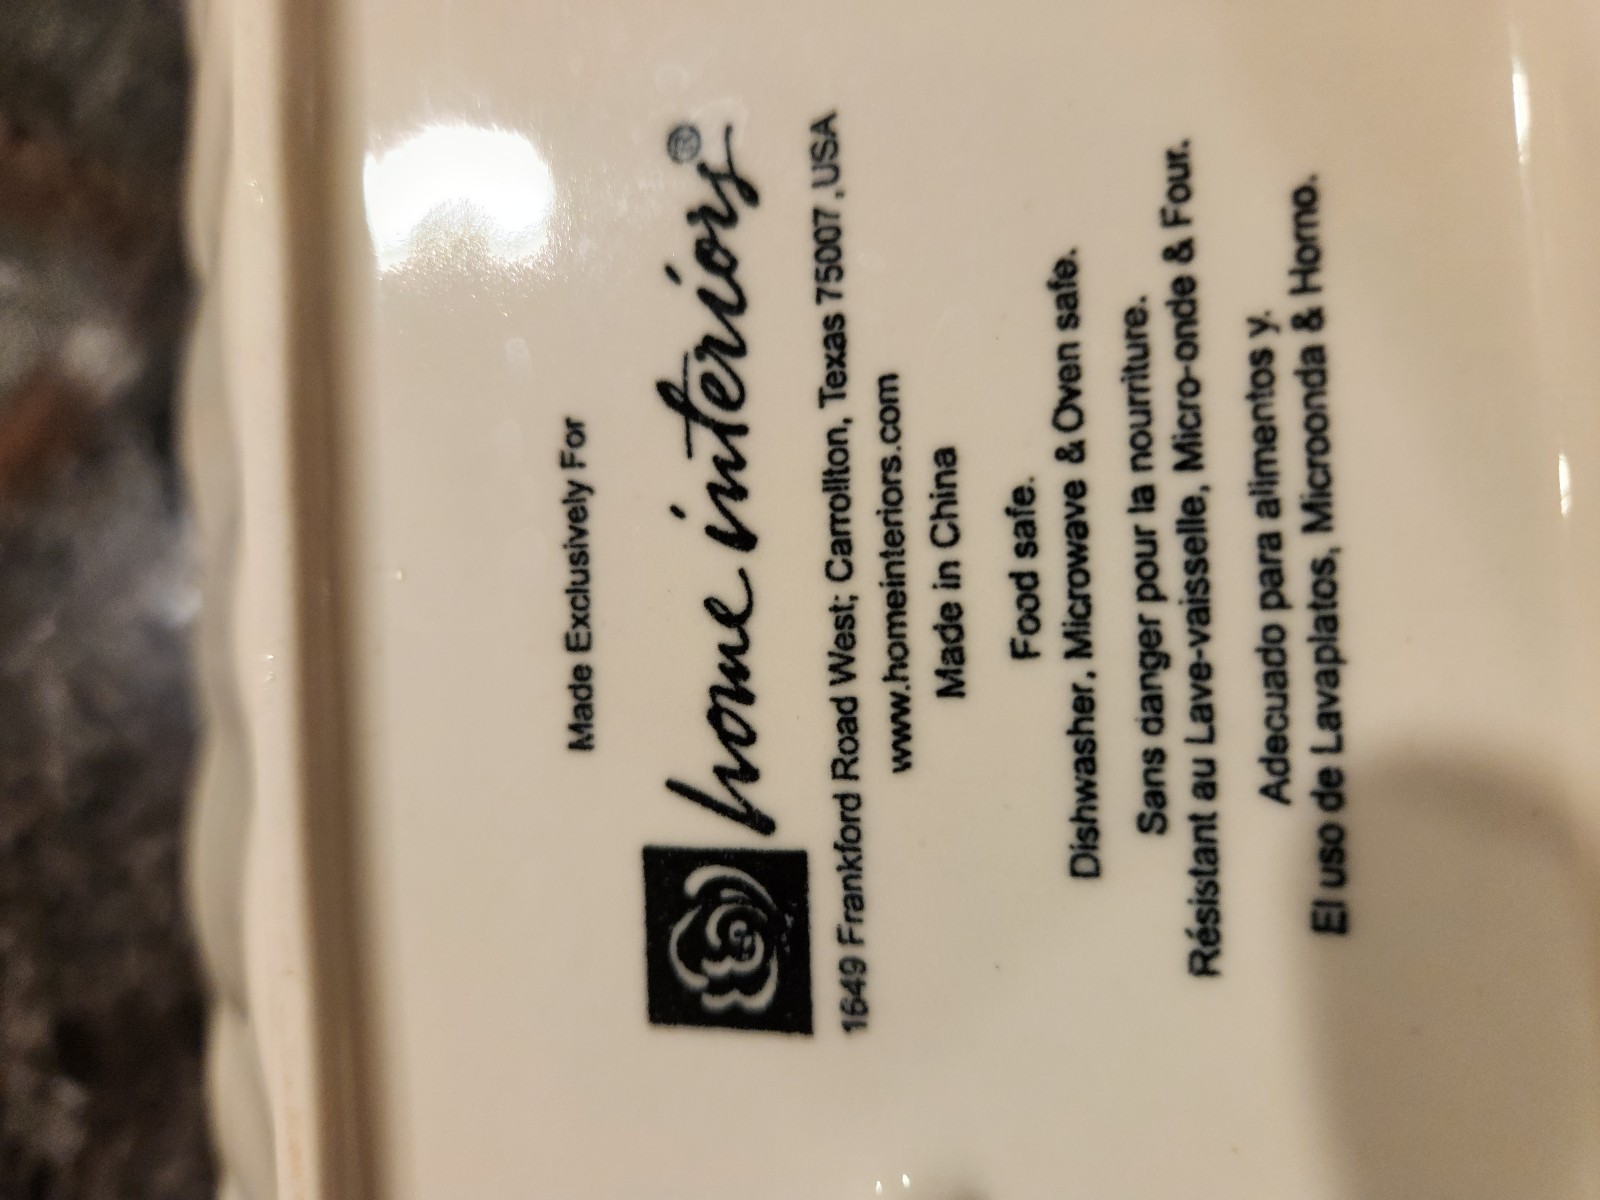 Made Exclusively For
home interiors®
1649 Frankford Road West; Carrollton, Texas 75007, USA
www.homeinteriors.com
Made in China
Food safe.
Dishwasher, Microwave & Oven safe.
Sans danger pour la nourriture.
Résistant au Lave-vaisselle, Micro-onde & Four.
Adecuado para alimentos y.
El uso de Lavaplatos, Microonda & Horno.